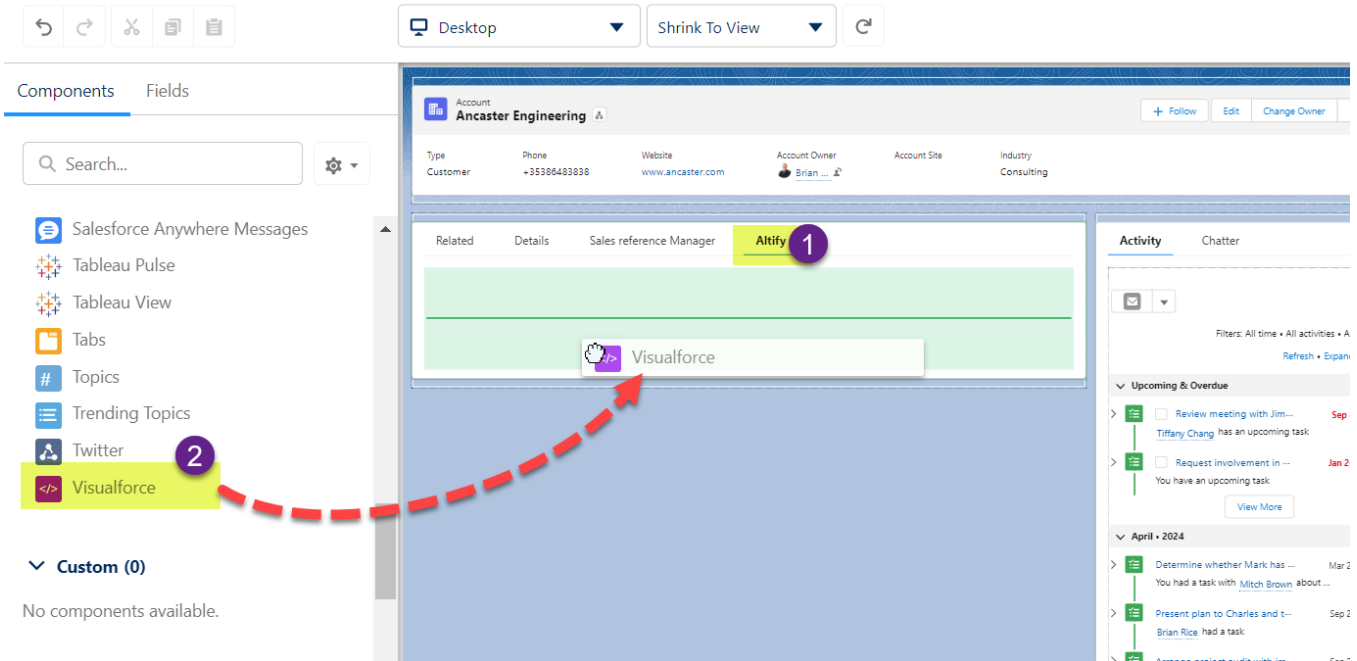 Desktop
Shrink To View
Components
Fields
Search...
Salesforce Anywhere Messages
Tableau Pulse
Tableau View
Tabs
# Topics
Trending Topics
Twitter
2
</> Visualforce
Custom (0)
No components available.
Account
Ancaster Engineering
+ Follow
Edit
Change Owner
Type
Customer
Phone
+35386483838
Website
www.ancaster.com
Account Owner
Brian ...
Account Site
Industry
Consulting
Related
Details
Sales reference Manager
Altify
1
Visualforce
Activity
Chatter
Filters: All time • All activities • A
Refresh • Expan
Upcoming & Overdue
Review meeting with Jim...
Sep
Tiffany Chang has an upcoming task
Request involvement in ...
Jan 2
You have an upcoming task
View More
April • 2024
Determine whether Mark has ...
Mar 2
You had a task with Mitch Brown about ...
Present plan to Charles and t...
Sep 2
Brian Rice had a task